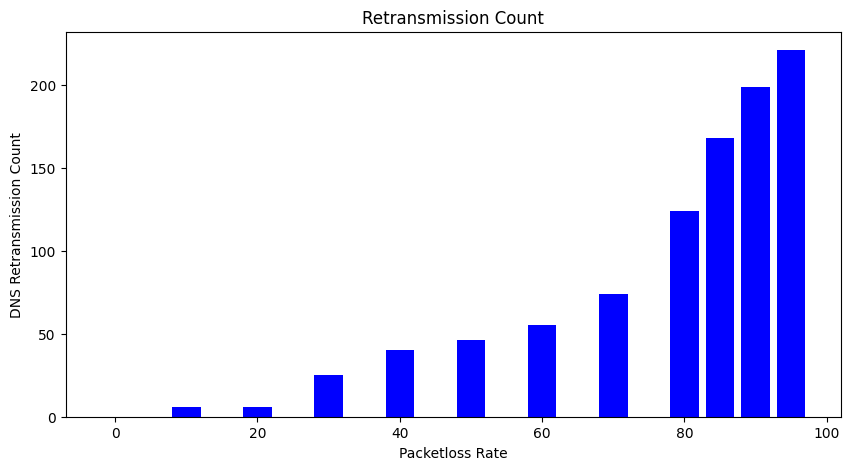 Retransmission Count
DNS Retransmission Count
200
150
100
50
0
0 20 40 60 80 100
Packetloss Rate